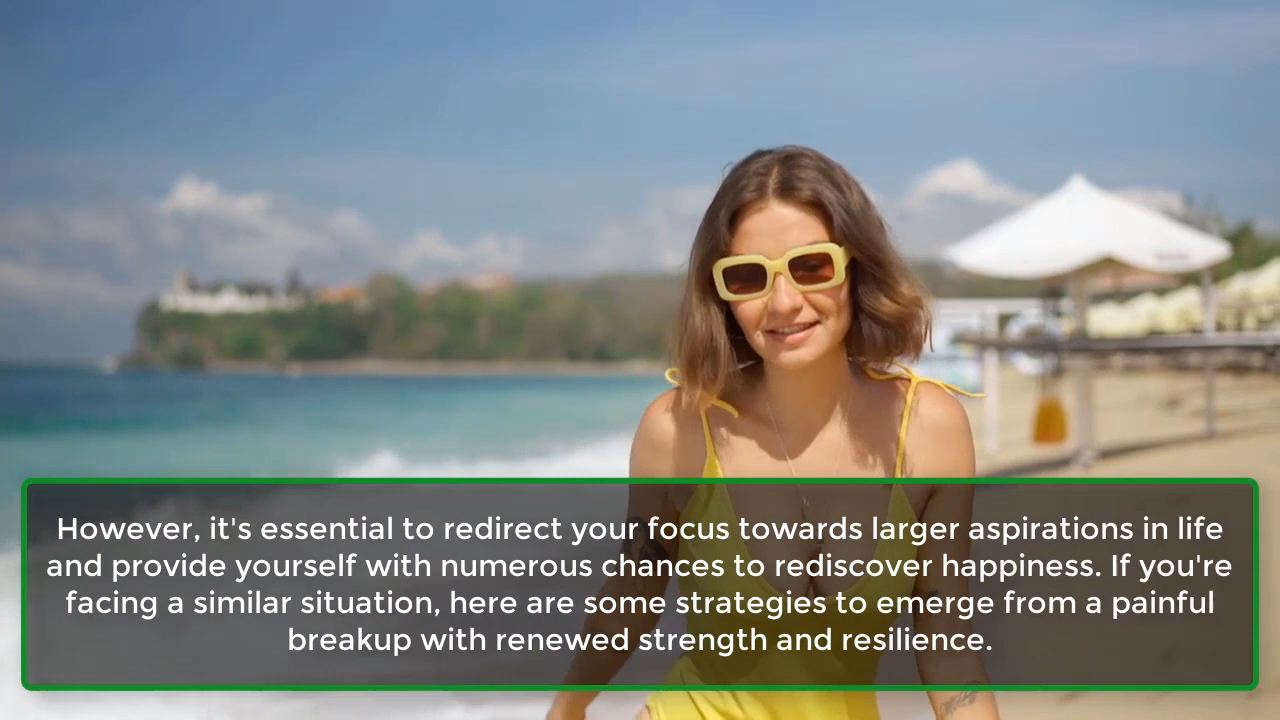 However, it's essential to redirect your focus towards larger aspirations in life
and provide yourself with numerous chances to rediscover happiness. If you're
facing a similar situation, here are some strategies to emerge from a painful
breakup with renewed strength and resilience.